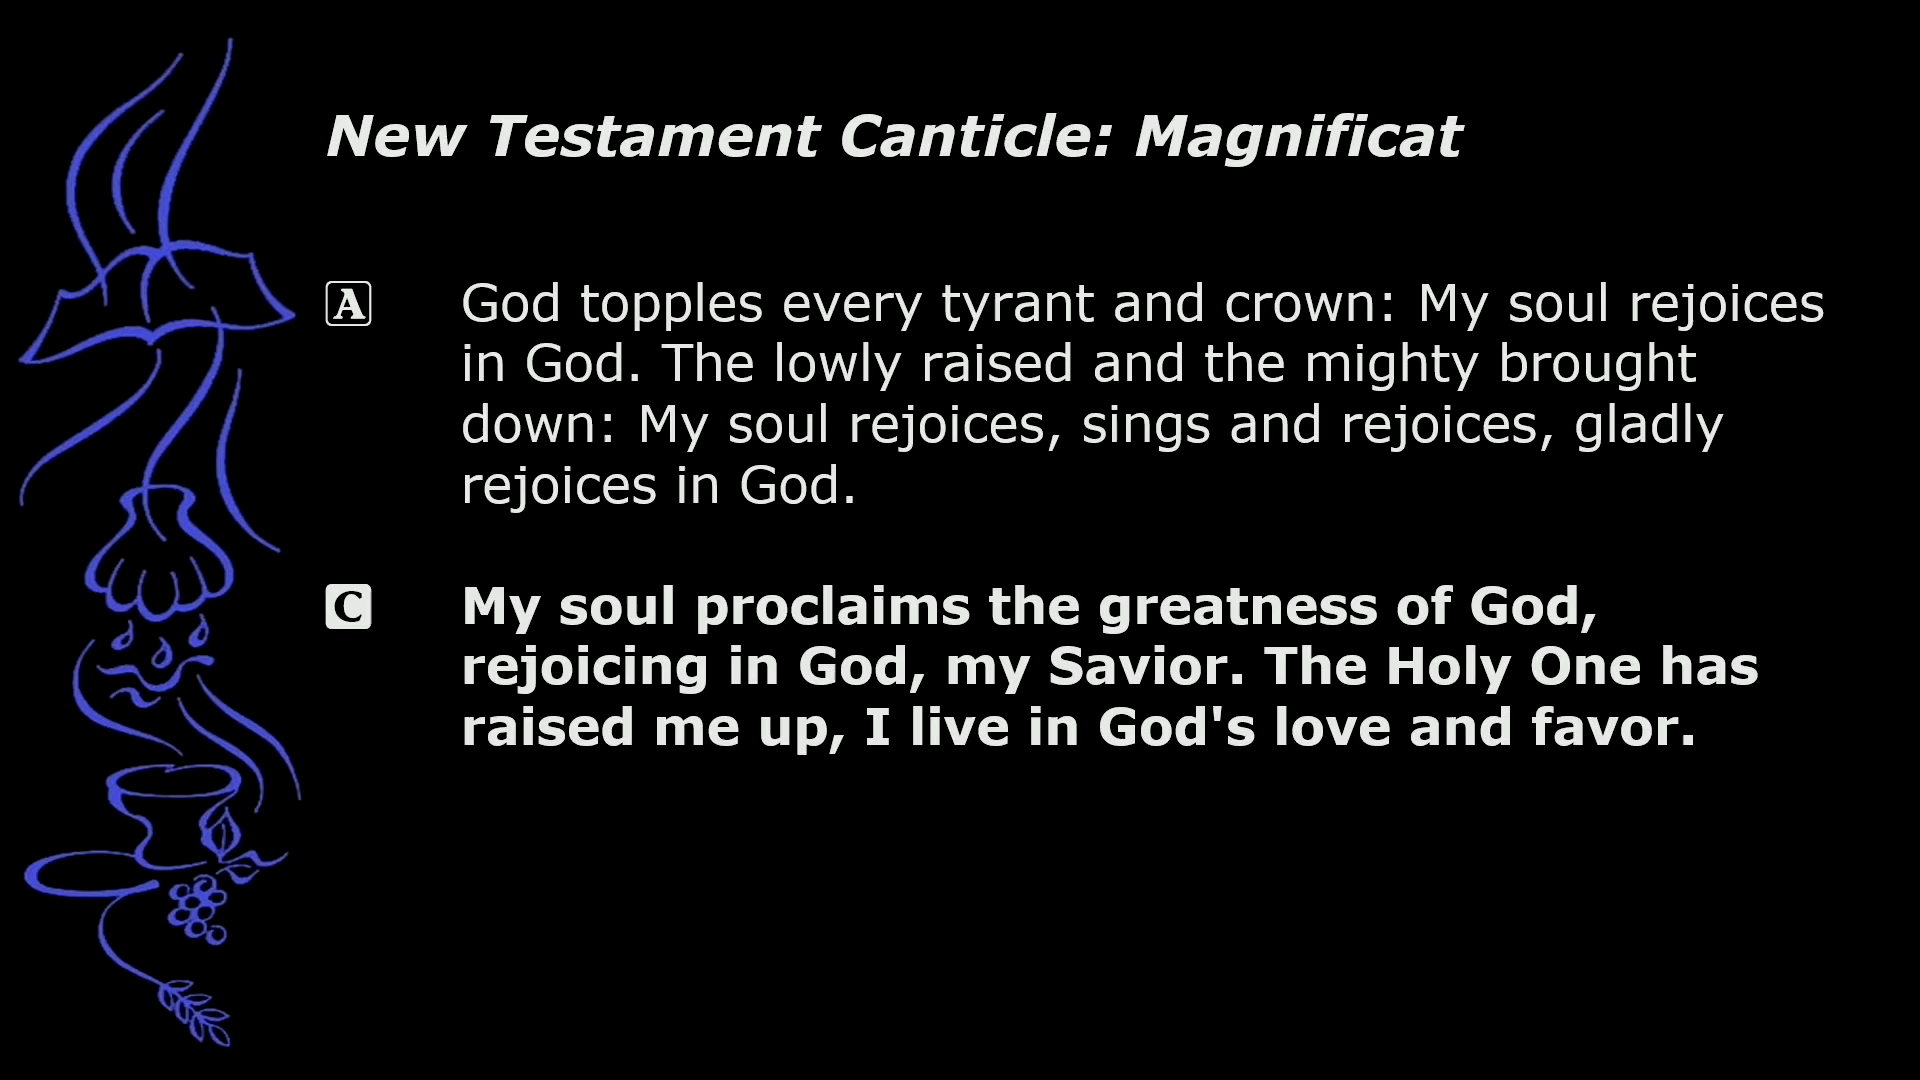 New Testament Canticle: Magnificat
A God topples every tyrant and crown: My soul rejoices
in God. The lowly raised and the mighty brought
down: My soul rejoices, sings and rejoices, gladly
rejoices in God.
C My soul proclaims the greatness of God,
rejoicing in God, my Savior. The Holy One has
raised me up, I live in God's love and favor.